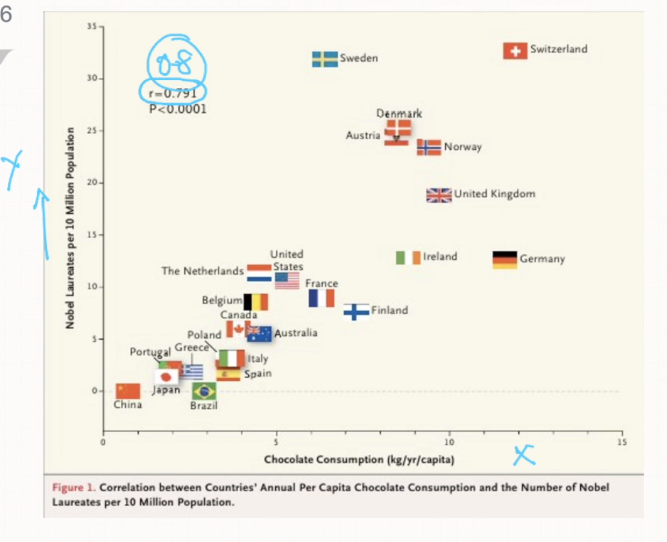 6
35
30
25
20
15
10
5
0
0
5
10
15
Nobel Laureates per 10 Million Population
0.8
r=0.791
P<0.0001
Y
Sweden
Switzerland
Denmark
Austria
Norway
United Kingdom
Ireland
Germany
United
States
The Netherlands
France
Belgium
Finland
Canada
Australia
Poland
Portugal
Greece
Italy
Spain
Japan
China
Brazil
Chocolate Consumption (kg/yr/capita)
X
Figure 1. Correlation between Countries' Annual Per Capita Chocolate Consumption and the Number of Nobel
Laureates per 10 Million Population.